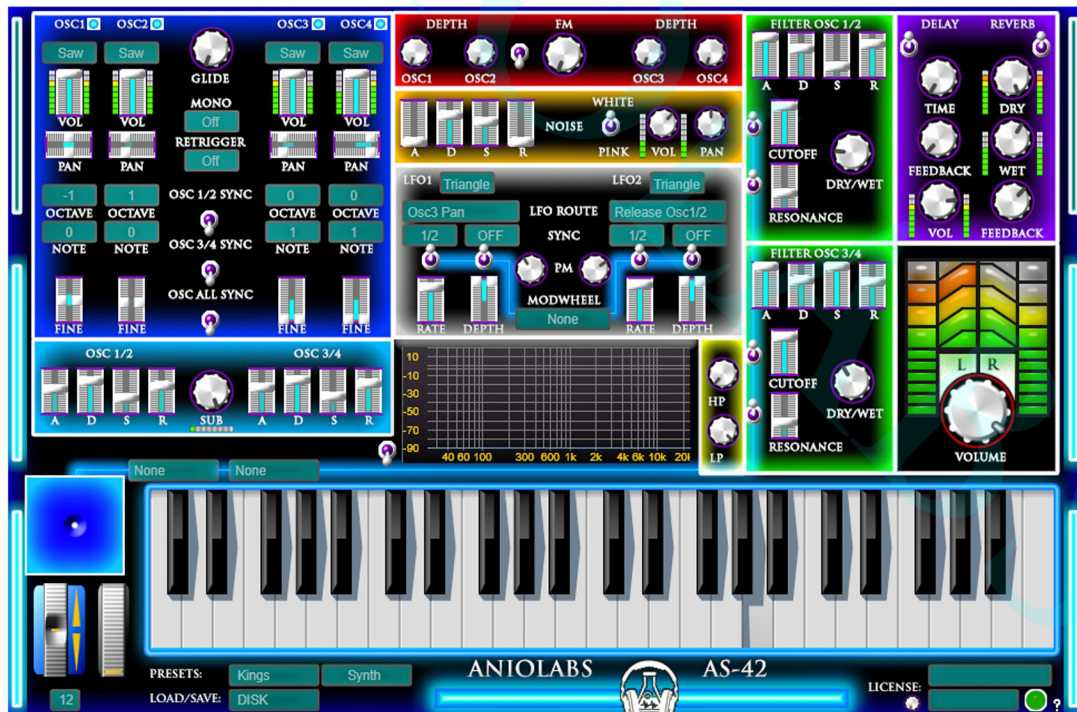 OSC1 OSC2 OSC3 OSC4
Saw Saw Saw Saw
GLIDE
VOL VOL VOL VOL
MONO
Off
RETRIGGER
Off
PAN PAN PAN PAN
-1 1 OSC 1/2 SYNC 0 0
OCTAVE OCTAVE OCTAVE OCTAVE
0 0 1 1
NOTE NOTE NOTE NOTE
OSC 3/4 SYNC
OSC ALL SYNC
FINE FINE FINE FINE
OSC 1/2 OSC 3/4
A D S R SUB A D S R
DEPTH FM DEPTH
OSC1 OSC2 OSC3 OSC4
WHITE
NOISE
PINK VOL PAN
A D S R
LFO1 Triangle LFO2 Triangle
Osc3 Pan LFO ROUTE Release Osc1/2
1/2 OFF SYNC 1/2 OFF
PM
MODWHEEL
None
RATE DEPTH RATE DEPTH
10
-10
-30
-50
-70
-90
40 60 100 300 600 1k 2k 4k 6k 10k 20k
HP
LP
FILTER OSC 1/2
A D S R
CUTOFF
DRY/WET
RESONANCE
FILTER OSC 3/4
A D S R
CUTOFF
DRY/WET
RESONANCE
DELAY REVERB
TIME DRY
FEEDBACK WET
VOL FEEDBACK
L R
VOLUME
None None
PRESETS: Kings Synth
LOAD/SAVE: DISK
12
ANIOLABS AS-42
LICENSE:
?